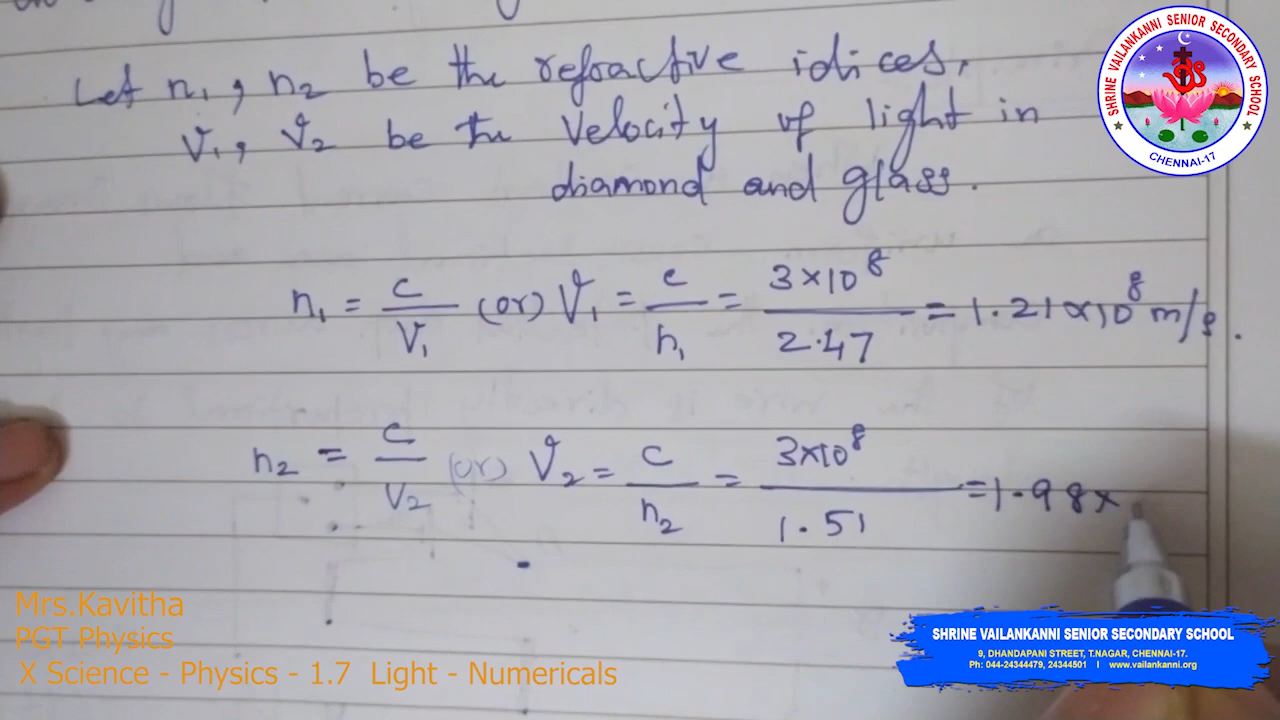 Let n₁, n₂ be the refractive idices,
V₁, V₂ be the Velocity of light in
diamond and glass.
n₁ = c/V₁ (or) V₁ = c/n₁ = 3×10⁸/2.47 = 1.21×10⁸ m/s.
n₂ = c/V₂ (or) V₂ = c/n₂ = 3×10⁸/1.51 = 1.98×
SHRINE VAILANKANNI SENIOR SECONDARY SCHOOL
CHENNAI-17
Mrs.Kavitha
PGT Physics
X Science - Physics - 1.7 Light - Numericals
SHRINE VAILANKANNI SENIOR SECONDARY SCHOOL
9, DHANDAPANI STREET, T.NAGAR, CHENNAI-17.
Ph: 044-24344479, 24344501 | www.vailankanni.org